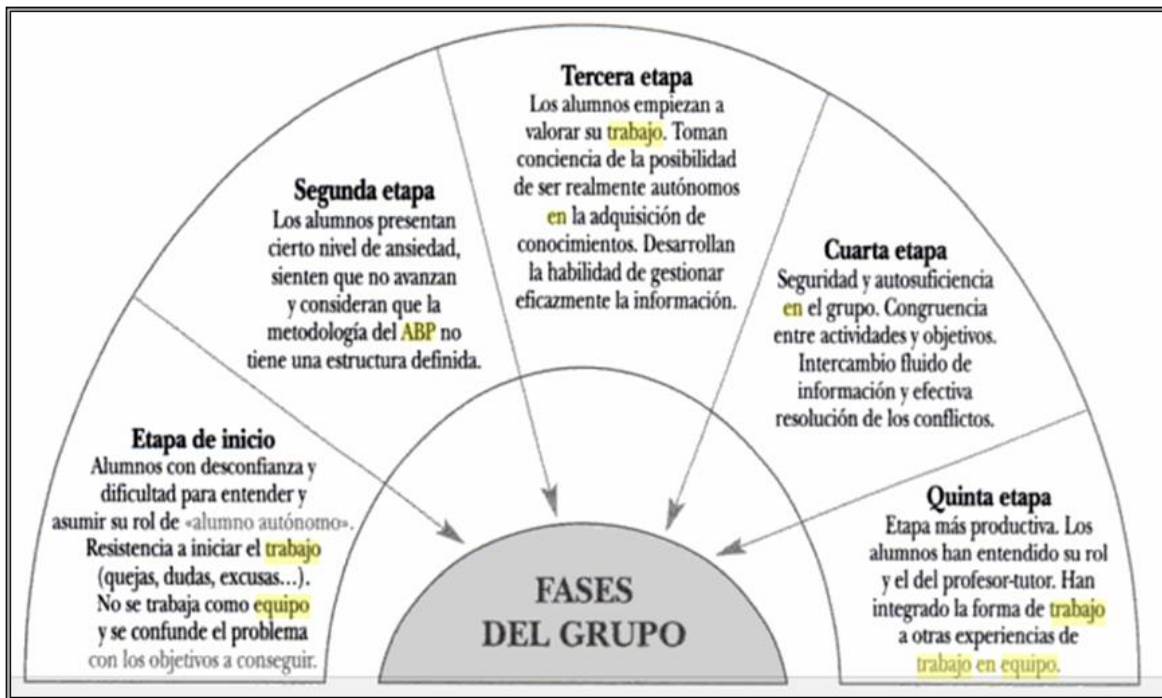 Etapa de inicio
Alumnos con desconfianza y
dificultad para entender y
asumir su rol de «alumno autónomo».
Resistencia a iniciar el trabajo
(quejas, dudas, excusas...).
No se trabaja como equipo
y se confunde el problema
con los objetivos a conseguir.
Segunda etapa
Los alumnos presentan
cierto nivel de ansiedad,
sienten que no avanzan
y consideran que la
metodología del ABP no
tiene una estructura definida.
Tercera etapa
Los alumnos empiezan a
valorar su trabajo. Toman
conciencia de la posibilidad
de ser realmente autónomos
en la adquisición de
conocimientos. Desarrollan
la habilidad de gestionar
eficazmente la información.
Cuarta etapa
Seguridad y autosuficiencia
en el grupo. Congruencia
entre actividades y objetivos.
Intercambio fluido de
información y efectiva
resolución de los conflictos.
Quinta etapa
Etapa más productiva. Los
alumnos han entendido su rol
y el del profesor-tutor. Han
integrado la forma de trabajo
a otras experiencias de
trabajo en equipo.
FASES
DEL GRUPO